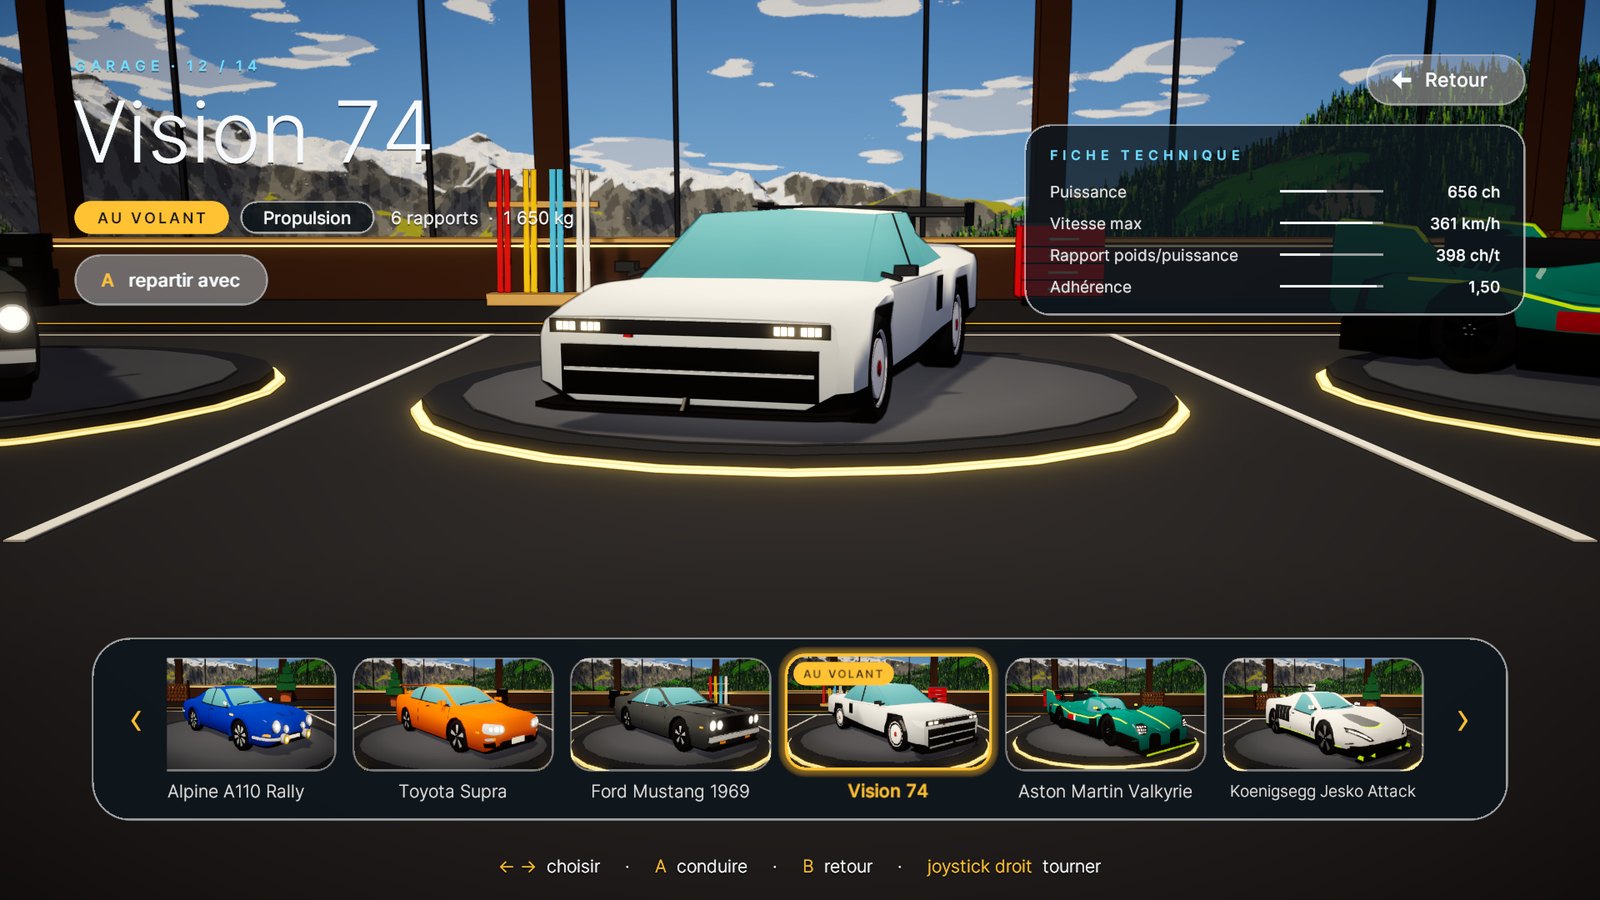 GARAGE · 12 / 14
Vision 74
AU VOLANT
Propulsion
6 rapports · 1 650 kg
A repartir avec
Retour
FICHE TECHNIQUE
Puissance 656 ch
Vitesse max 361 km/h
Rapport poids/puissance 398 ch/t
Adhérence 1,50
AU VOLANT
Alpine A110 Rally
Toyota Supra
Ford Mustang 1969
Vision 74
Aston Martin Valkyrie
Koenigsegg Jesko Attack
← → choisir · A conduire · B retour · joystick droit tourner